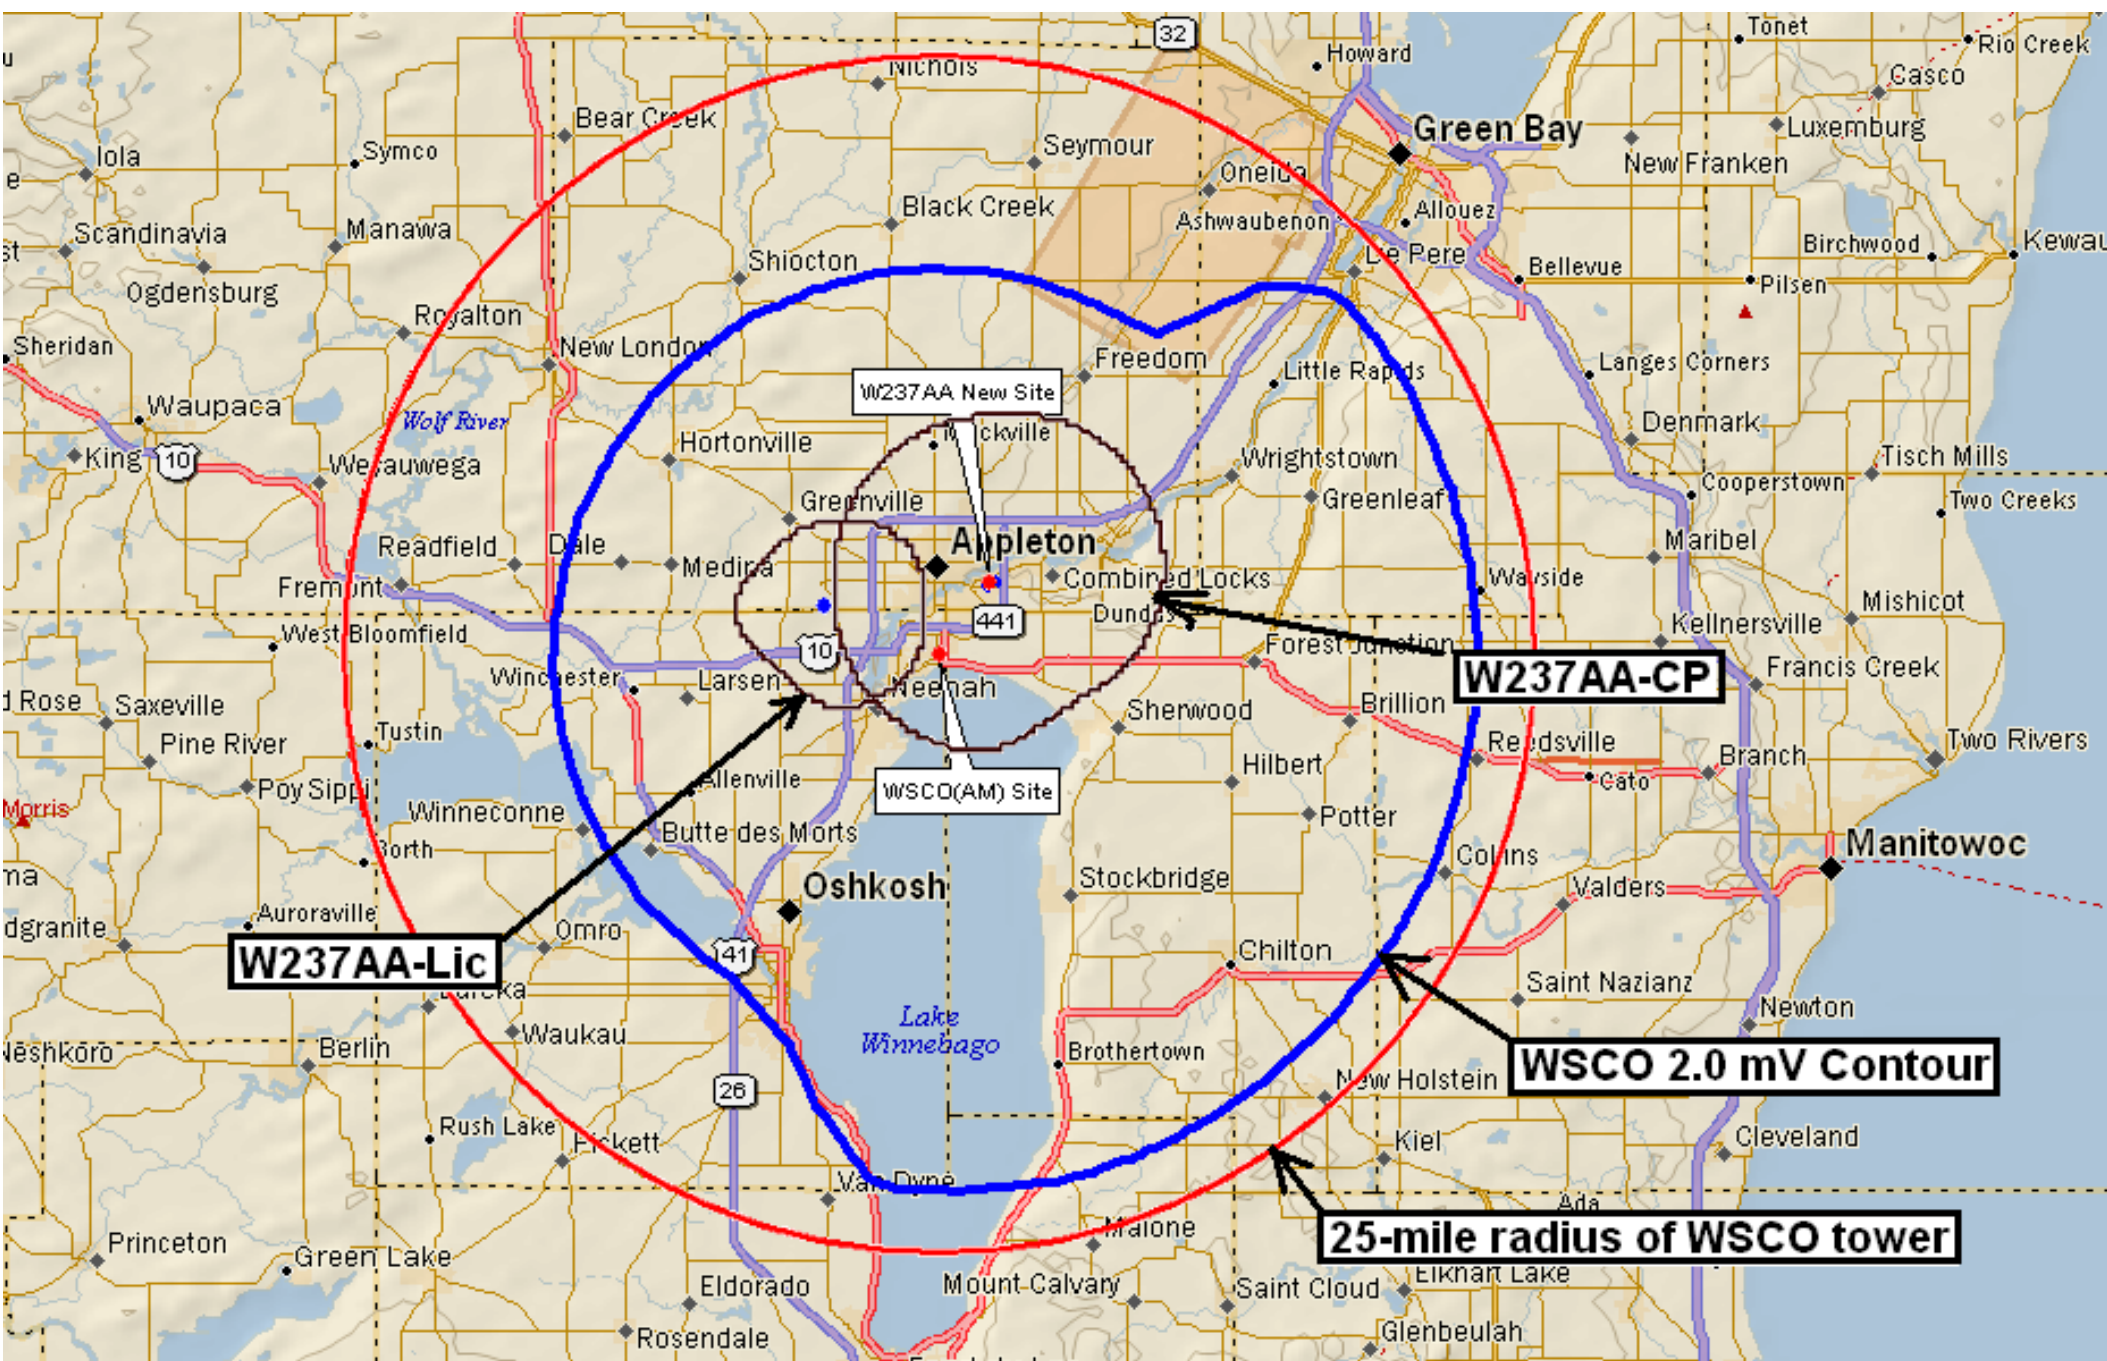 32
Howard
Tonet
Rio Creek
Nichols
Casco
Bear Creek
Green Bay
Luxemburg
Iola
Symco
Seymour
New Franken
Oneida
Black Creek
Allouez
Ashwaubenon
Scandinavia
Manawa
Birchwood
Kewau
Shiocton
De Pere
Bellevue
Pilsen
Ogdensburg
Royalton
Sheridan
New London
Freedom
Little Rapids
Langes Corners
W237AA New Site
Waupaca
Wolf River
Denmark
Hortonville
ckville
King
10
Weyauwega
Wrightstown
Tisch Mills
Greenville
Greenleaf
Cooperstown
Two Creeks
Readfield
Dale
Medina
Appleton
Maribel
Fremont
Combined Locks
Wayside
Dundas
Mishicot
441
Kellnersville
West Bloomfield
Forest Junction
10
Winchester
Larsen
Neenah
W237AA-CP
Francis Creek
d Rose
Saxeville
Sherwood
Brillion
Tustin
Pine River
Reedsville
Two Rivers
Hilbert
Branch
Poy Sippi
Allenville
WSCO(AM) Site
Cato
Morris
Winneconne
Butte des Morts
Potter
Manitowoc
Borth
Collins
ma
Oshkosh
Stockbridge
Valders
Auroraville
dgranite
Omro
41
Chilton
W237AA-Lic
Eureka
Saint Nazianz
Lake
Winnebago
Newton
Waukau
Neshkoro
Berlin
Brothertown
WSCO 2.0 mV Contour
26
New Holstein
Rush Lake
Pickett
Kiel
Cleveland
Van Dyne
Ada
Malone
25-mile radius of WSCO tower
Princeton
Green Lake
Eldorado
Mount Calvary
Saint Cloud
Elkhart Lake
Rosendale
Glenbeulah